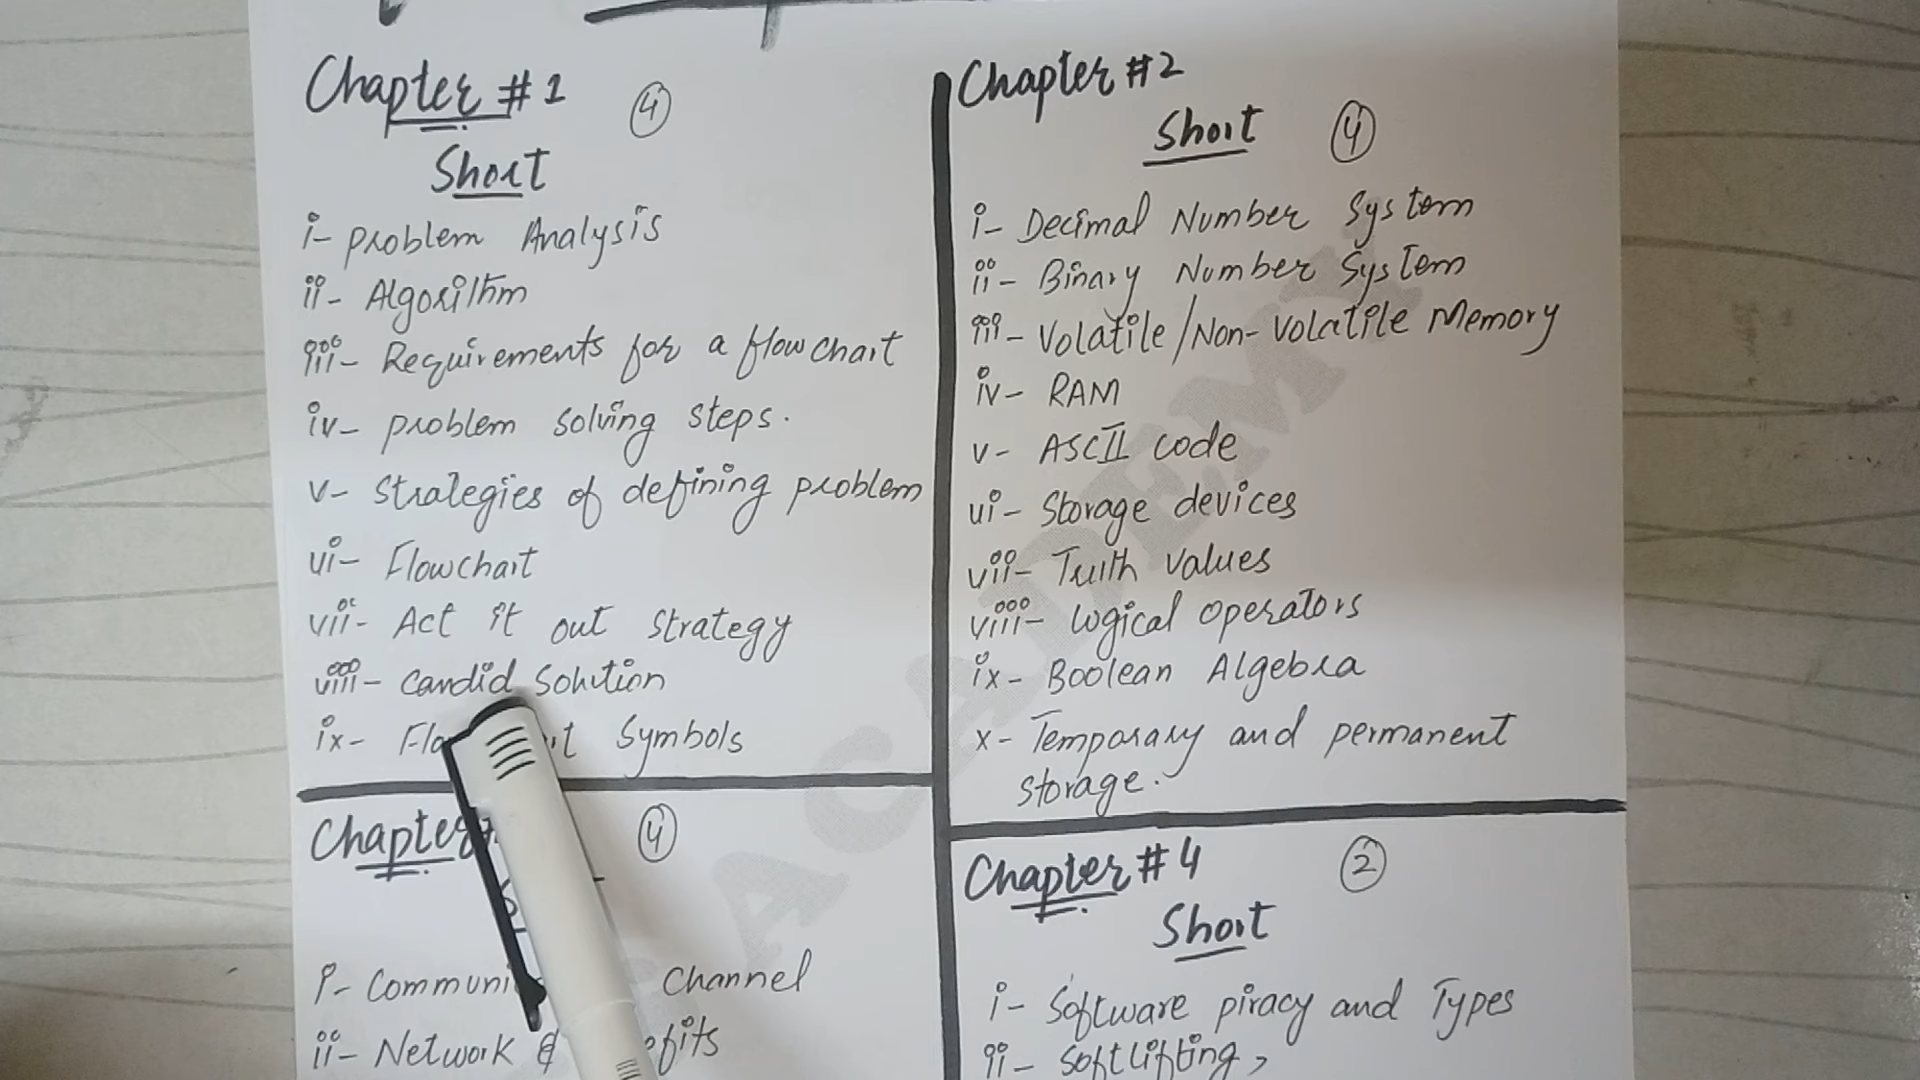 Chapter #1 4
Short
i- problem Analysis
ii- Algorithm
iii- Requirements for a flowchart
iv- problem solving steps.
v- Strategies of defining problem
vi- Flowchart
vii- Act it out Strategy
viii- Candid Solution
ix- Symbols
Chapter #2
Short 4
i- Decimal Number System
ii- Binary Number System
iii- Volatile/Non-Volatile Memory
iv- RAM
v- ASCII code
vi- Storage devices
vii- Truth Values
viii- Logical operators
ix- Boolean Algebra
x- Temporary and permanent
storage.
Chapter 4
i- Channel
ii- Network &
Chapter #4 2
Short
i- Software piracy and Types
ii- Softlifting,
ACADEMY